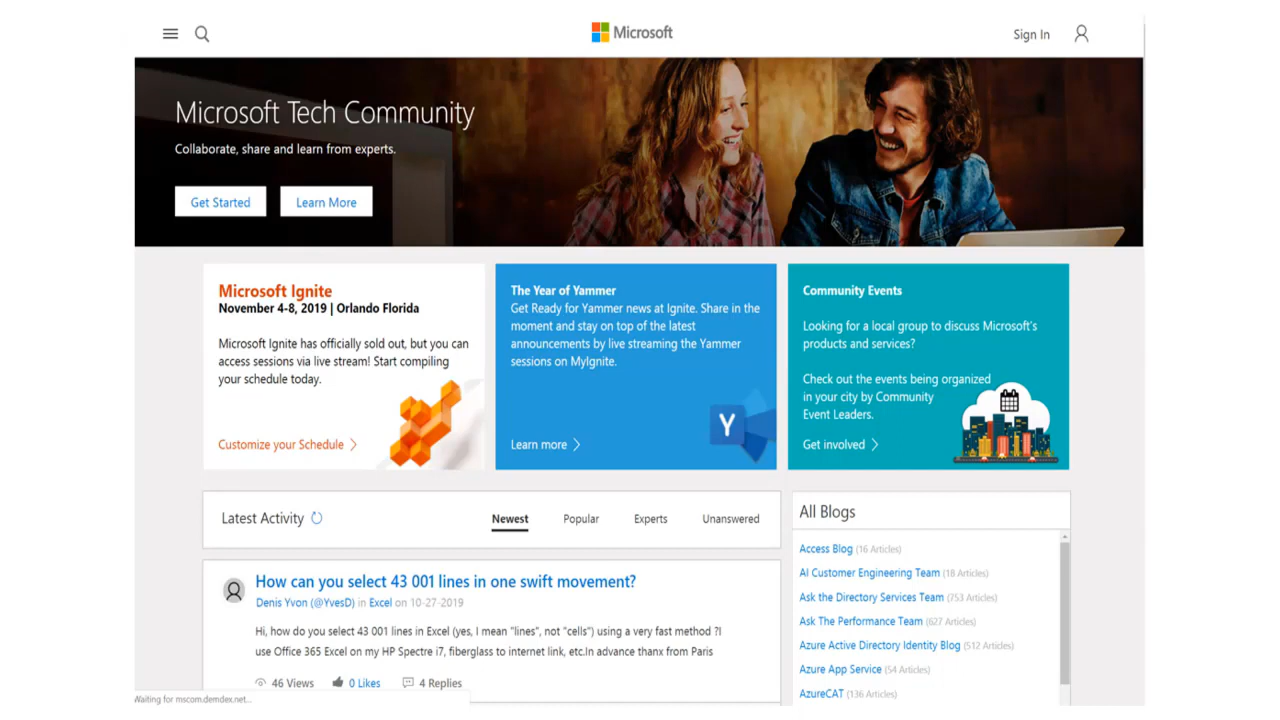 Microsoft
Sign In
Microsoft Tech Community
Collaborate, share and learn from experts.
Get Started
Learn More
Microsoft Ignite
November 4-8, 2019 | Orlando Florida
Microsoft Ignite has officially sold out, but you can
access sessions via live stream! Start compiling
your schedule today.
Customize your Schedule
The Year of Yammer
Get Ready for Yammer news at Ignite. Share in the
moment and stay on top of the latest
announcements by live streaming the Yammer
sessions on MyIgnite.
Y
Learn more
Community Events
Looking for a local group to discuss Microsoft's
products and services?
Check out the events being organized
in your city by Community
Event Leaders.
Get involved
Latest Activity
Newest
Popular
Experts
Unanswered
How can you select 43 001 lines in one swift movement?
Denis Yvon (@YvesD) in Excel on 10-27-2019
Hi, how do you select 43 001 lines in Excel (yes, I mean "lines", not "cells") using a very fast method ?I
use Office 365 Excel on my HP Spectre i7, fiberglass to internet link, etc.In advance thanx from Paris
46 Views
0 Likes
4 Replies
All Blogs
Access Blog (16 Articles)
AI Customer Engineering Team (18 Articles)
Ask the Directory Services Team (753 Articles)
Ask The Performance Team (627 Articles)
Azure Active Directory Identity Blog (512 Articles)
Azure App Service (54 Articles)
AzureCAT (136 Articles)
Waiting for mscom.demdex.net...